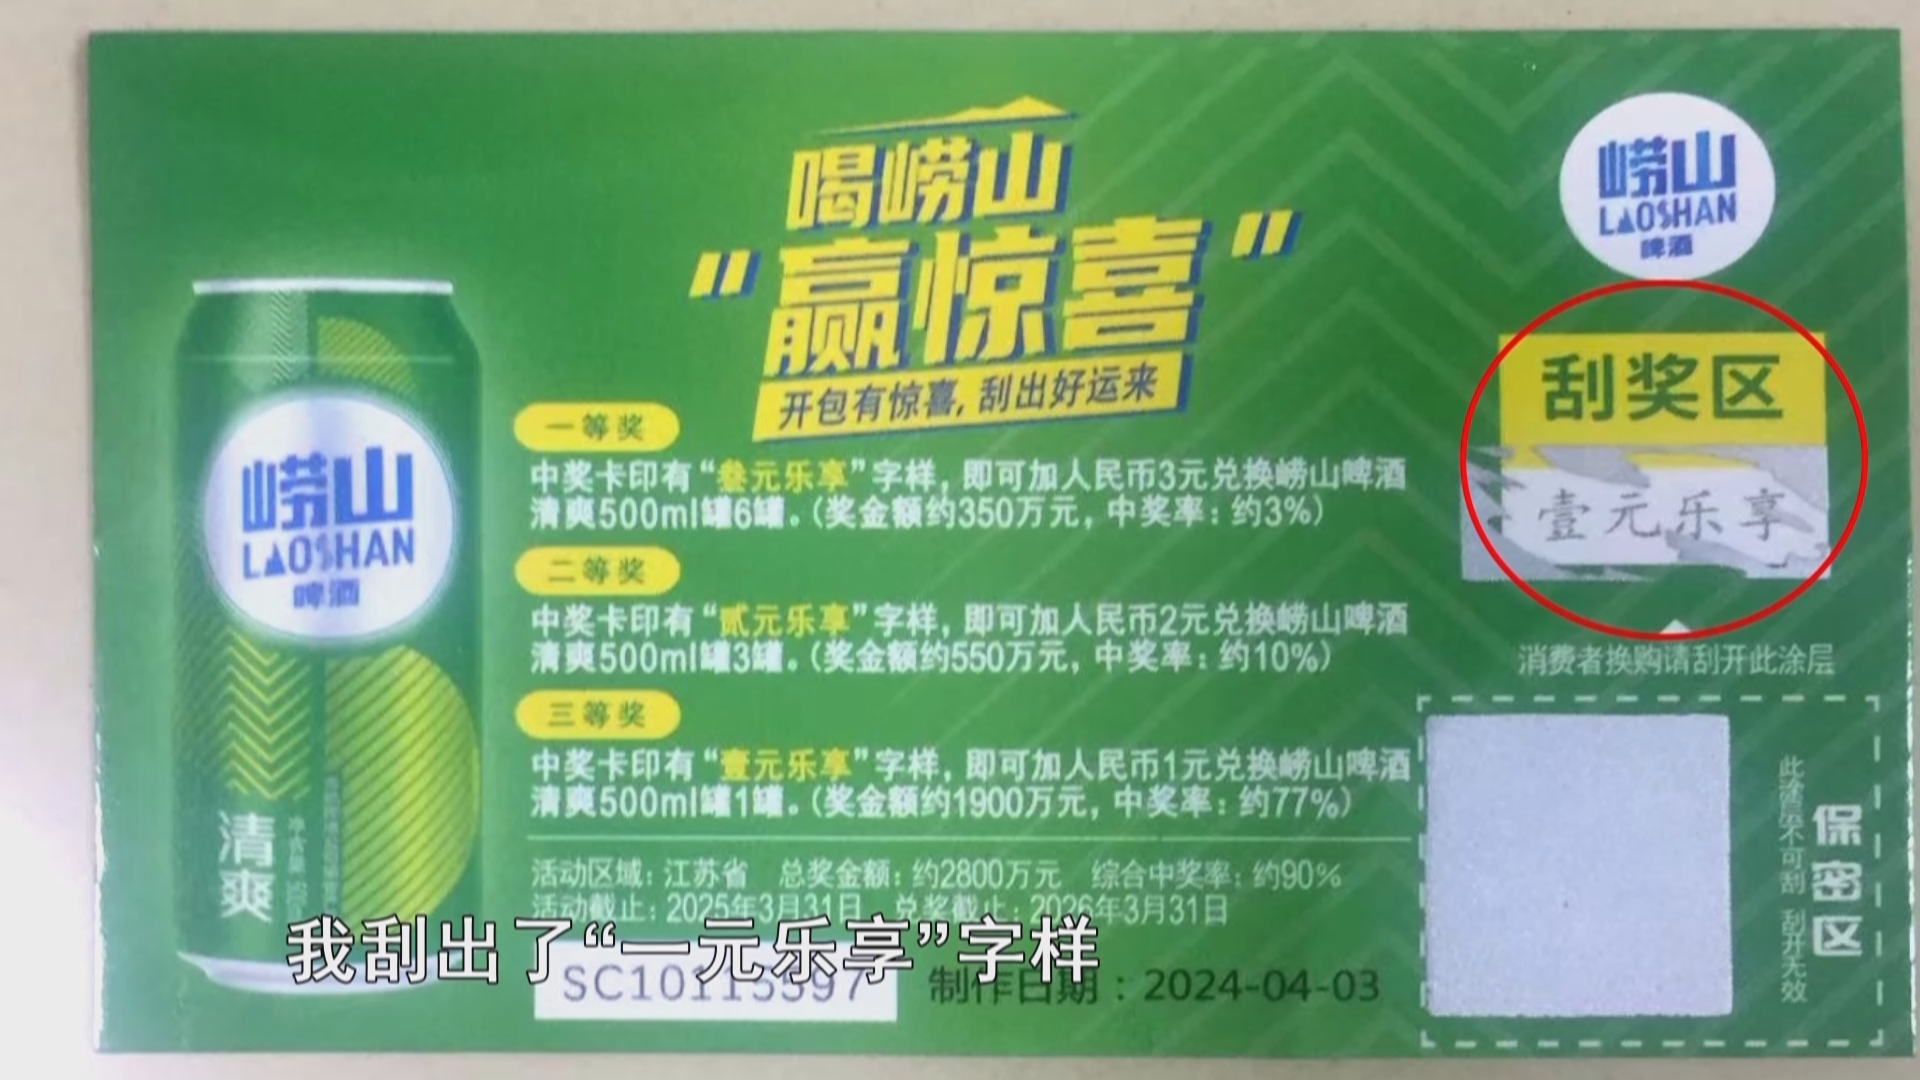 喝崂山
“赢惊喜”
开包有惊喜,刮出好运来
崂山
LAOSHAN
啤酒
刮奖区
壹元乐享
消费者换购请刮开此涂层
一等奖
中奖卡印有“叁元乐享”字样,即可加人民币3元兑换崂山啤酒
清爽500ml罐6罐。(奖金额约350万元,中奖率:约3%)
二等奖
中奖卡印有“贰元乐享”字样,即可加人民币2元兑换崂山啤酒
清爽500ml罐3罐。(奖金额约550万元,中奖率:约10%)
三等奖
中奖卡印有“壹元乐享”字样,即可加人民币1元兑换崂山啤酒
清爽500ml罐1罐。(奖金额约1900万元,中奖率:约77%)
活动区域:江苏省 总奖金额:约2800万元 综合中奖率:约90%
活动截止:2025年3月31日 兑奖截止:2026年3月31日
SC10115597 制作日期:2024-04-03
崂山
LAOSHAN
啤酒
清爽
净含量
保密区
此涂层不可刮 刮开无效
我刮出了“一元乐享”字样